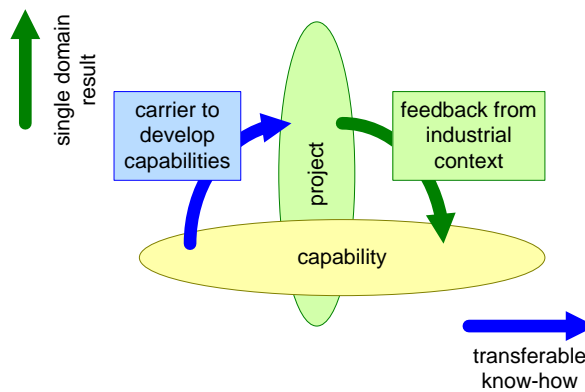 single domain
result
carrier to
develop
capabilities
project
feedback from
industrial
context
capability
transferable
know-how